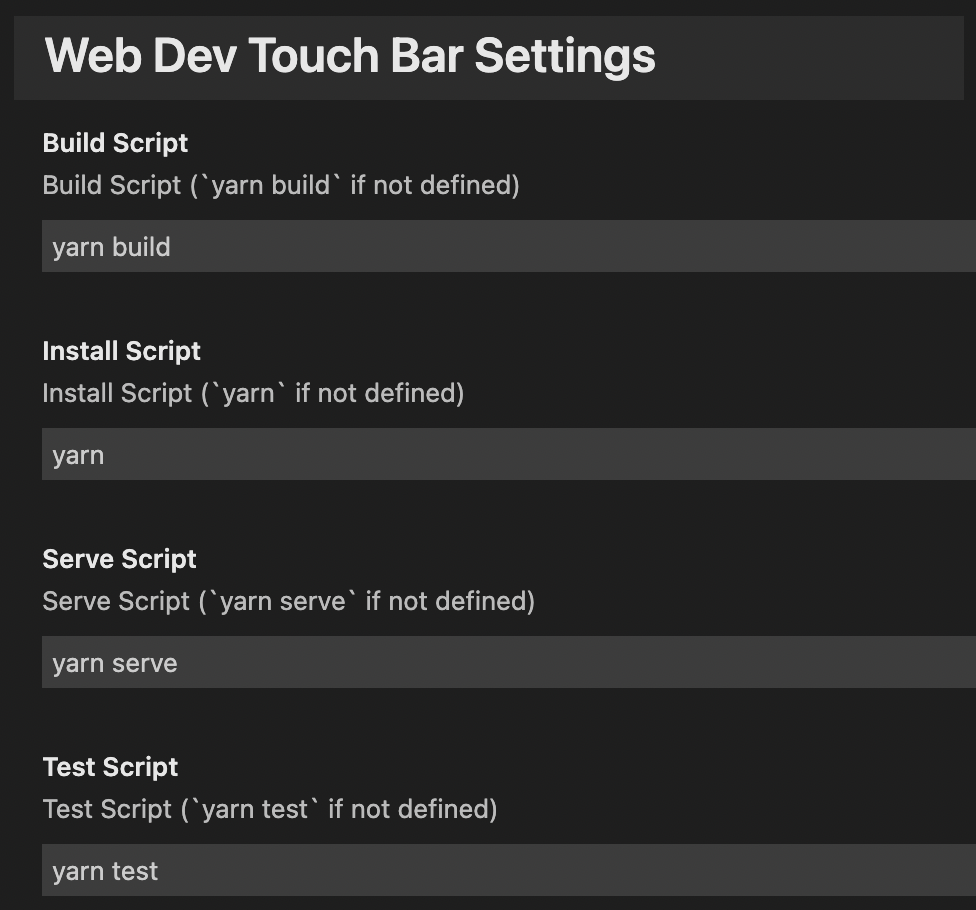 Web Dev Touch Bar Settings
Build Script
Build Script (`yarn build` if not defined)
yarn build
Install Script
Install Script (`yarn` if not defined)
yarn
Serve Script
Serve Script (`yarn serve` if not defined)
yarn serve
Test Script
Test Script (`yarn test` if not defined)
yarn test